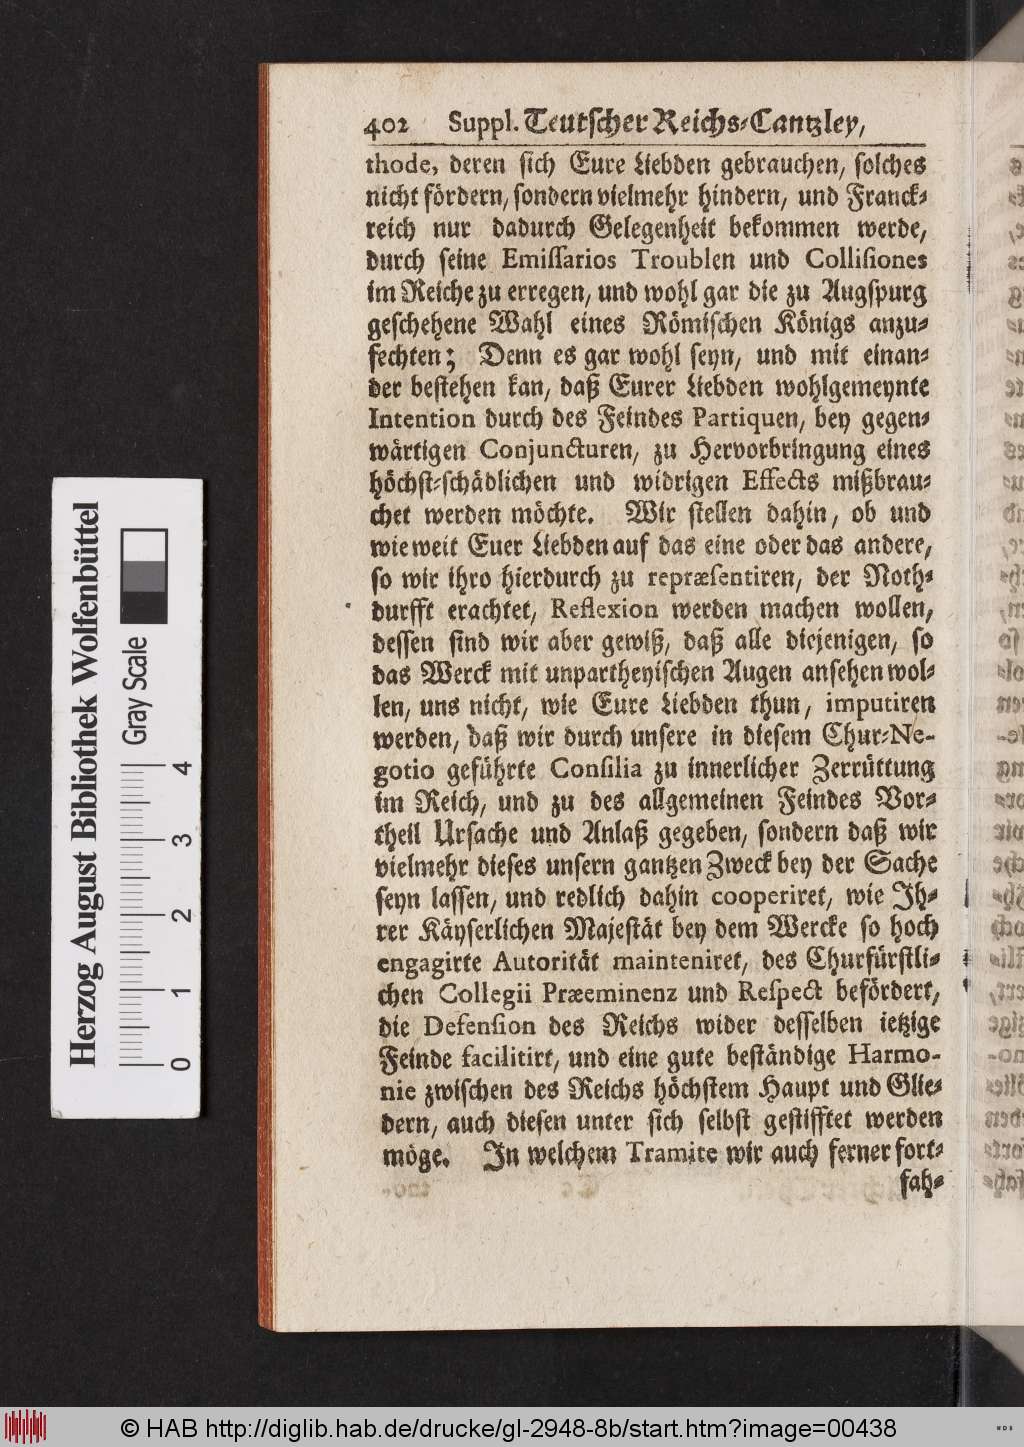 402 Suppl. Teutscher Reichs-Cantzley,
thode, deren sich Eure Liebden gebrauchen, solches
nicht fördern, sondern vielmehr hindern, und Franck-
reich nur dadurch Gelegenheit bekommen werde,
durch seine Emissarios Troublen und Collisiones
im Reiche zu erregen, und wohl gar die zu Augspurg
geschehene Wahl eines Römischen Königs anzu-
fechten; Denn es gar wohl seyn, und mit einan-
der bestehen kan, daß Eurer Liebden wohlgemeynte
Intention durch des Feindes Partiquen, bey gegen-
wärtigen Conjuncturen, zu Hervorbringung eines
höchst-schädlichen und widrigen Effects mißbrau-
chet werden möchte. Wir stellen dahin, ob und
wie weit Euer Liebden auf das eine oder das andere,
so wir ihro hierdurch zu repræsentiren, der Noth-
durfft erachtet, Reflexion werden machen wollen,
dessen sind wir aber gewiß, daß alle diejenigen, so
das Werck mit unpartheyischen Augen ansehen wol-
len, uns nicht, wie Eure Liebden thun, imputiren
werden, daß wir durch unsere in diesem Chur-Ne-
gotio geführte Consilia zu innerlicher Zerrüttung
im Reich, und zu des allgemeinen Feindes Vor-
theil Ursache und Anlaß gegeben, sondern daß wir
vielmehr dieses unsern gantzen Zweck bey der Sache
seyn lassen, und redlich dahin cooperiret, wie Ih-
rer Käyserlichen Majestät bey dem Wercke so hoch
engagirte Autorität mainteniret, des Churfürstli-
chen Collegii Præeminenz und Respect befördert,
die Defension des Reichs wider desselben ietzige
Feinde facilitirt, und eine gute beständige Harmo-
nie zwischen des Reichs höchstem Haupt und Glie-
dern, auch diesen unter sich selbst gestifftet werden
möge. In welchem Tramite wir auch ferner fort-
fah-
Herzog August Bibliothek Wolfenbüttel
Gray Scale
0 1 2 3 4
© HAB http://diglib.hab.de/drucke/gl-2948-8b/start.htm?image=00438